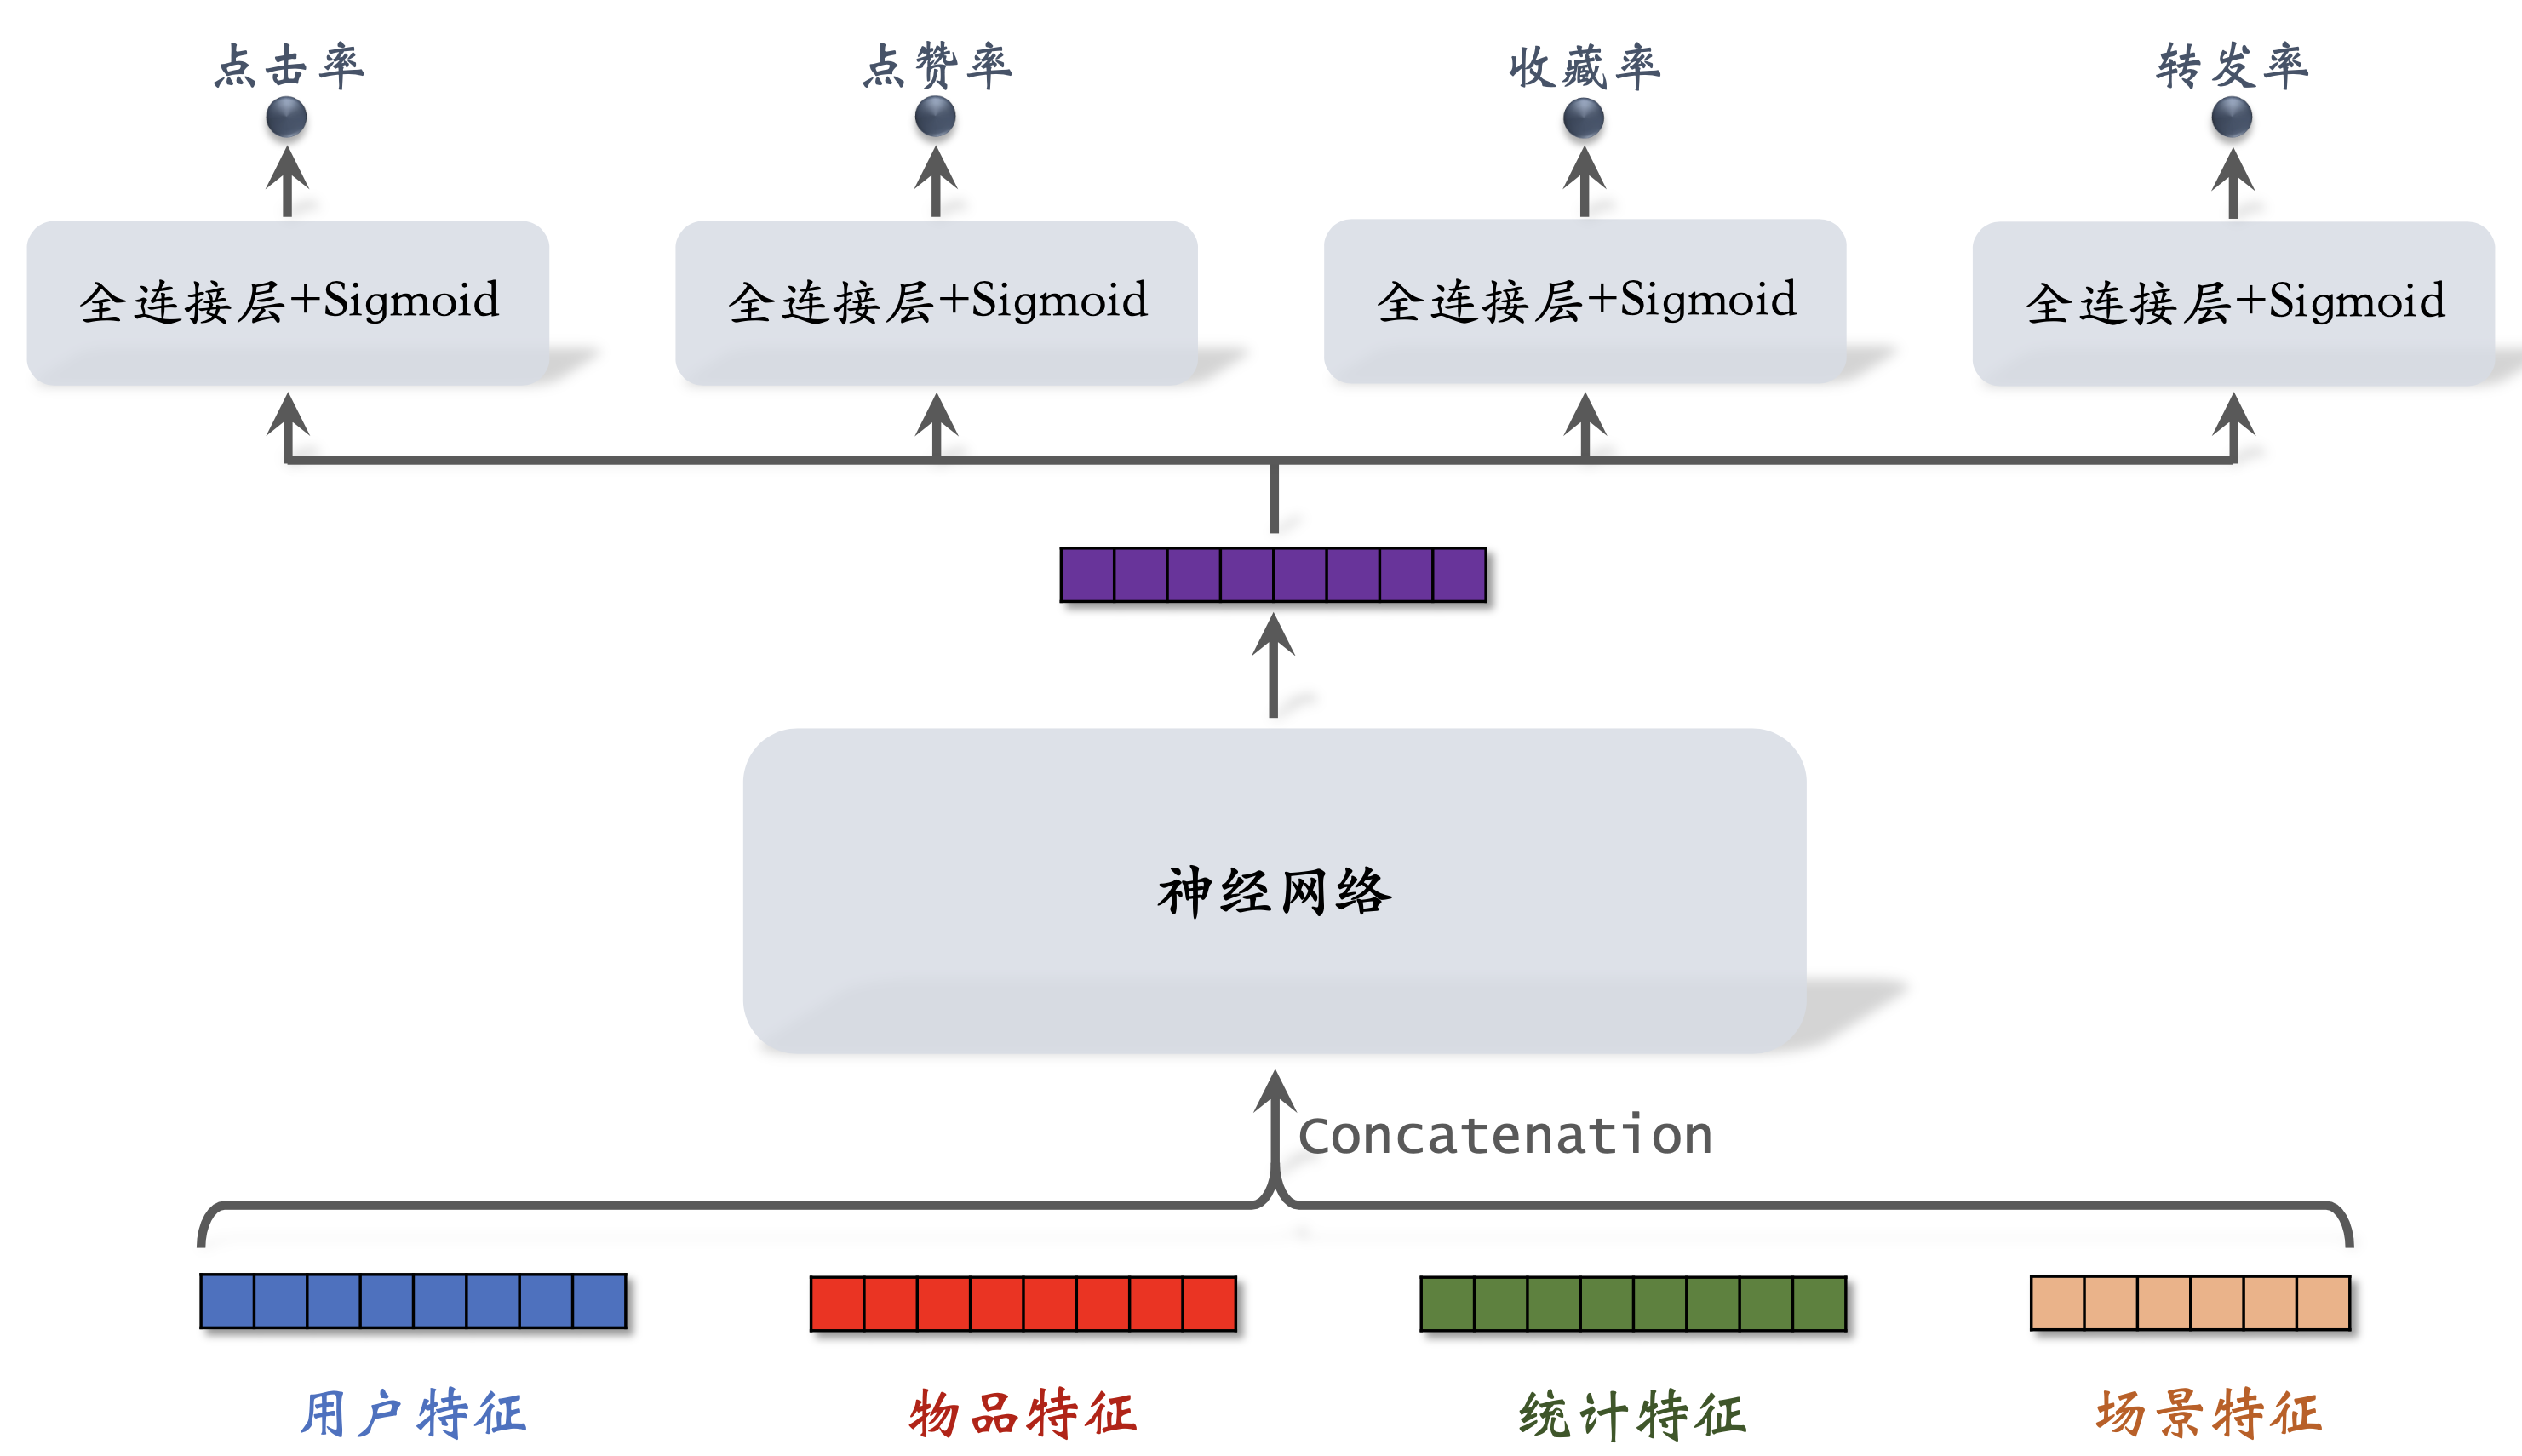 点击率
点赞率
收藏率
转发率
全连接层+Sigmoid
全连接层+Sigmoid
全连接层+Sigmoid
全连接层+Sigmoid
神经网络
Concatenation
用户特征
物品特征
统计特征
场景特征